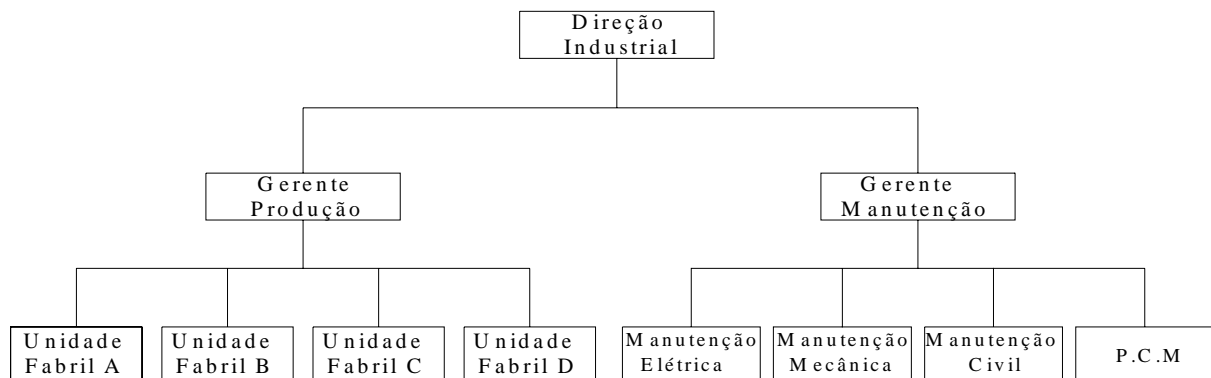 Direção
Industrial
Gerente
Produção
Gerente
Manutenção
Unidade
Fabril A
Unidade
Fabril B
Unidade
Fabril C
Unidade
Fabril D
Manutenção
Elétrica
Manutenção
Mecânica
Manutenção
Civil
P.C.M